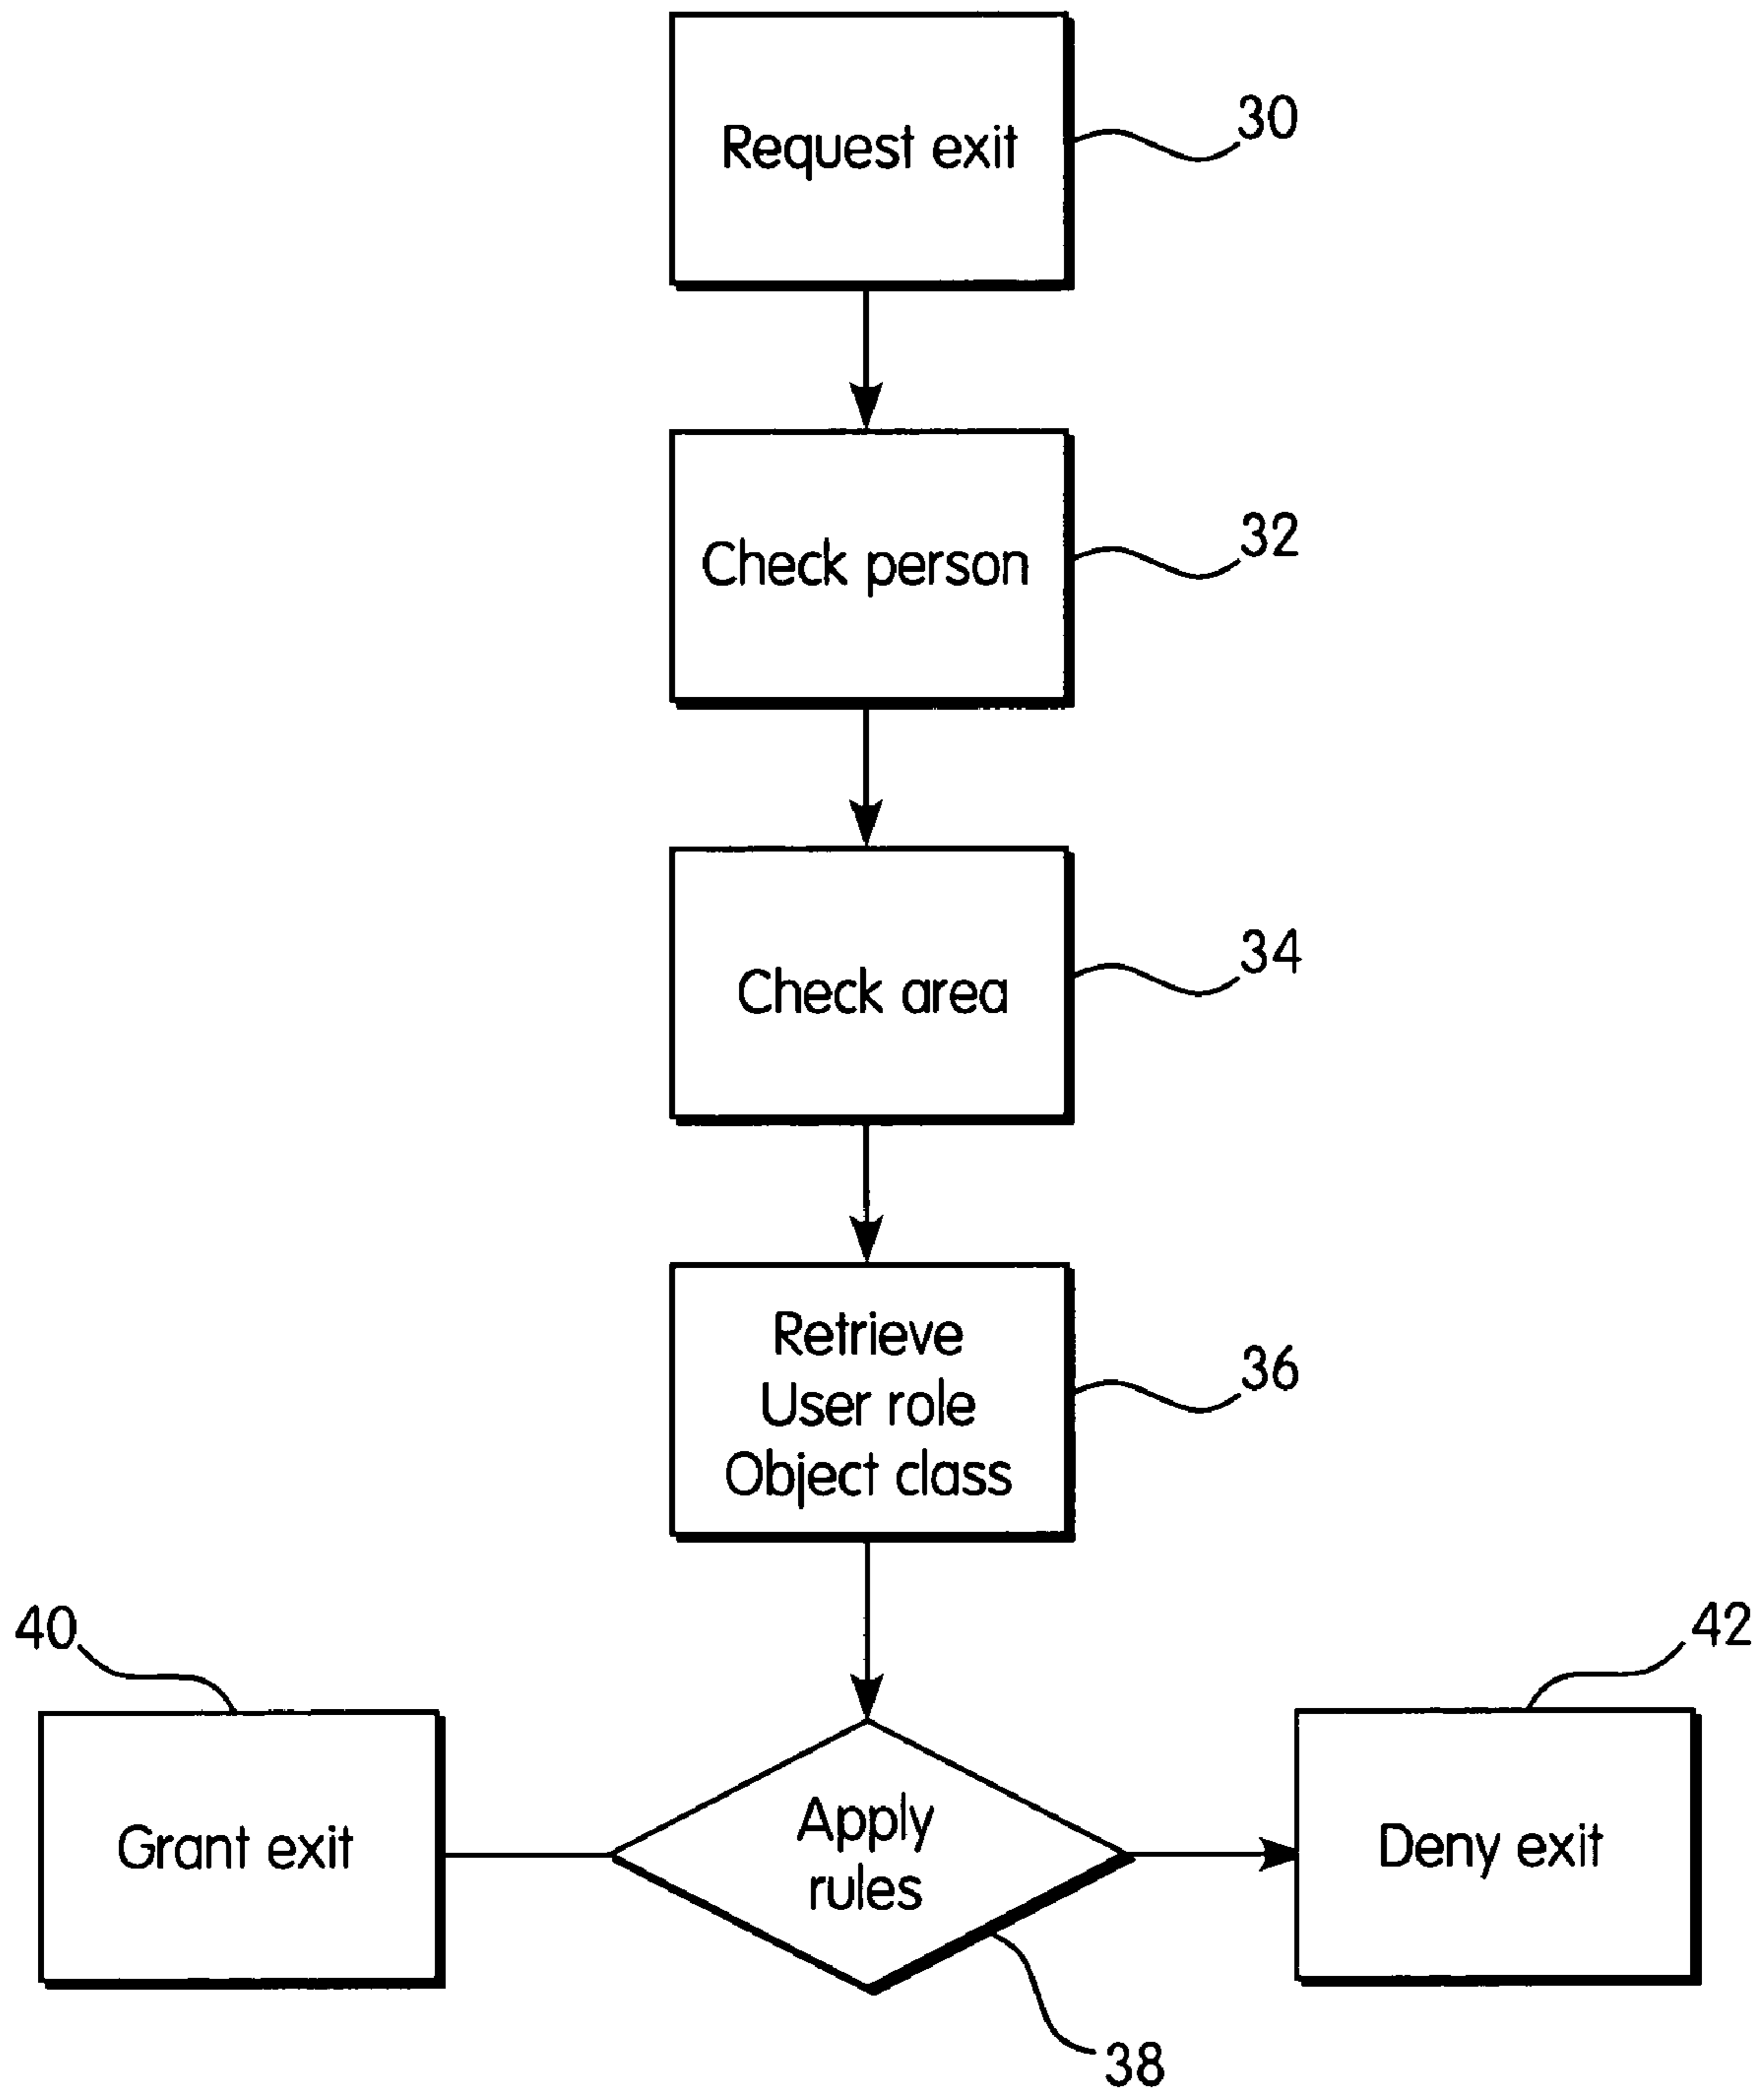 Request exit
30
Check person
32
Check area
34
Retrieve
User role
Object class
36
40
42
Grant exit
Apply
rules
Deny exit
38